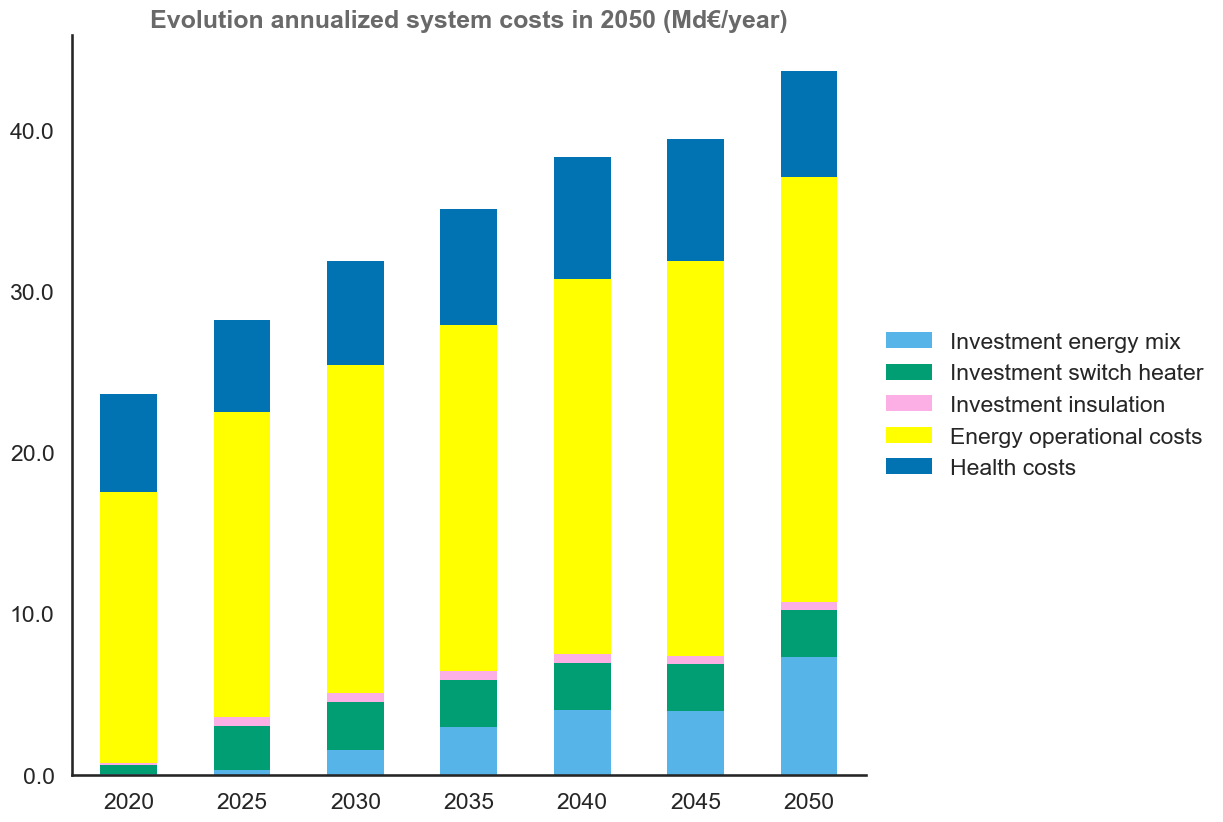 Evolution annualized system costs in 2050 (Md€/year)
40.0
30.0
20.0
10.0
0.0
2020 2025 2030 2035 2040 2045 2050
Investment energy mix
Investment switch heater
Investment insulation
Energy operational costs
Health costs